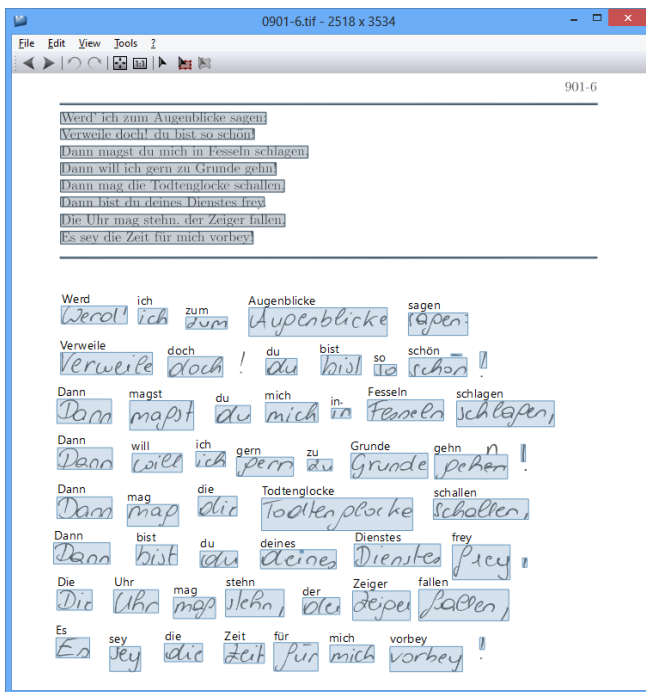 0901-6.tif - 2518 x 3534
File Edit View Tools ?
901-6
Werd' ich zum Augenblicke sagen:
Verweile doch! du bist so schön!
Dann magst du mich in Fesseln schlagen,
Dann will ich gern zu Grunde gehn!
Dann mag die Todtenglocke schallen,
Dann bist du deines Dienstes frey,
Die Uhr mag stehn, der Zeiger fallen,
Es sey die Zeit für mich vorbey!
Werd ich zum Augenblicke sagen
Werd' ich zum Augenblicke sagen:
Verweile doch du bist so schön
Verweile doch! du bist so schön!
Dann magst du mich in- Fesseln schlagen
Dann magst du mich in Fesseln schlagen,
Dann will ich gern zu Grunde gehn
Dann will ich gern zu Grunde gehen n!
Dann mag die Todtenglocke schallen
Dann mag die Todtenglocke schallen,
Dann bist du deines Dienstes frey
Dann bist du deines Dienstes frey,
Die Uhr mag stehn der Zeiger fallen
Die Uhr mag stehn, der Zeiger fallen,
Es sey die Zeit für mich vorbey
Es sey die Zeit für mich vorbey!